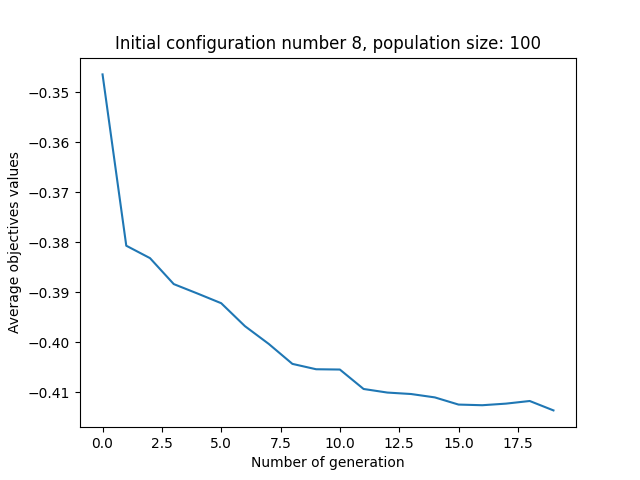 Initial configuration number 8, population size: 100
−0.35
−0.36
−0.37
−0.38
−0.39
−0.40
−0.41
Average objectives values
0.0 2.5 5.0 7.5 10.0 12.5 15.0 17.5
Number of generation